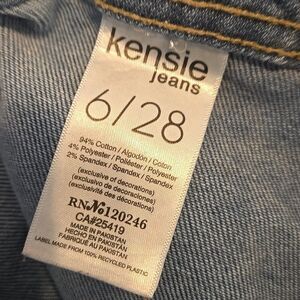 kensie
jeans
6/28
94% Cotton / Algodón / Coton
4% Polyester / Poliéster / Polyester
2% Spandex / Spandex / Spandex
(exclusive of decorations)
(exclusivo de decoraciones)
(exclusivité des décorations)
RN№120246
CA#25419
MADE IN PAKISTAN
HECHO EN PAKISTAN
FABRIQUÉ AU PAKISTAN
LABEL MADE FROM 100% RECYCLED PLASTIC